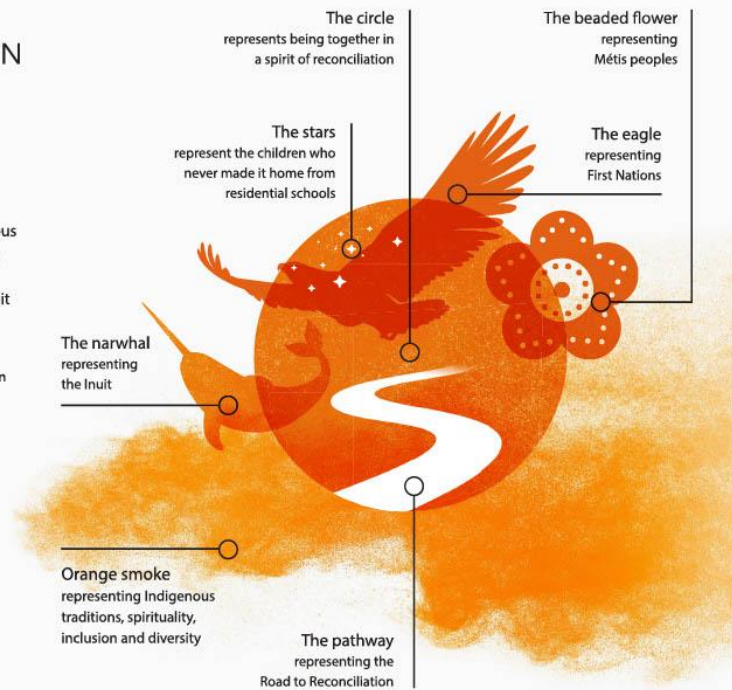 N
us
it
n
The circle
represents being together in
a spirit of reconciliation
The beaded flower
representing
Métis peoples
The stars
represent the children who
never made it home from
residential schools
The eagle
representing
First Nations
The narwhal
representing
the Inuit
Orange smoke
representing Indigenous
traditions, spirituality,
inclusion and diversity
The pathway
representing the
Road to Reconciliation